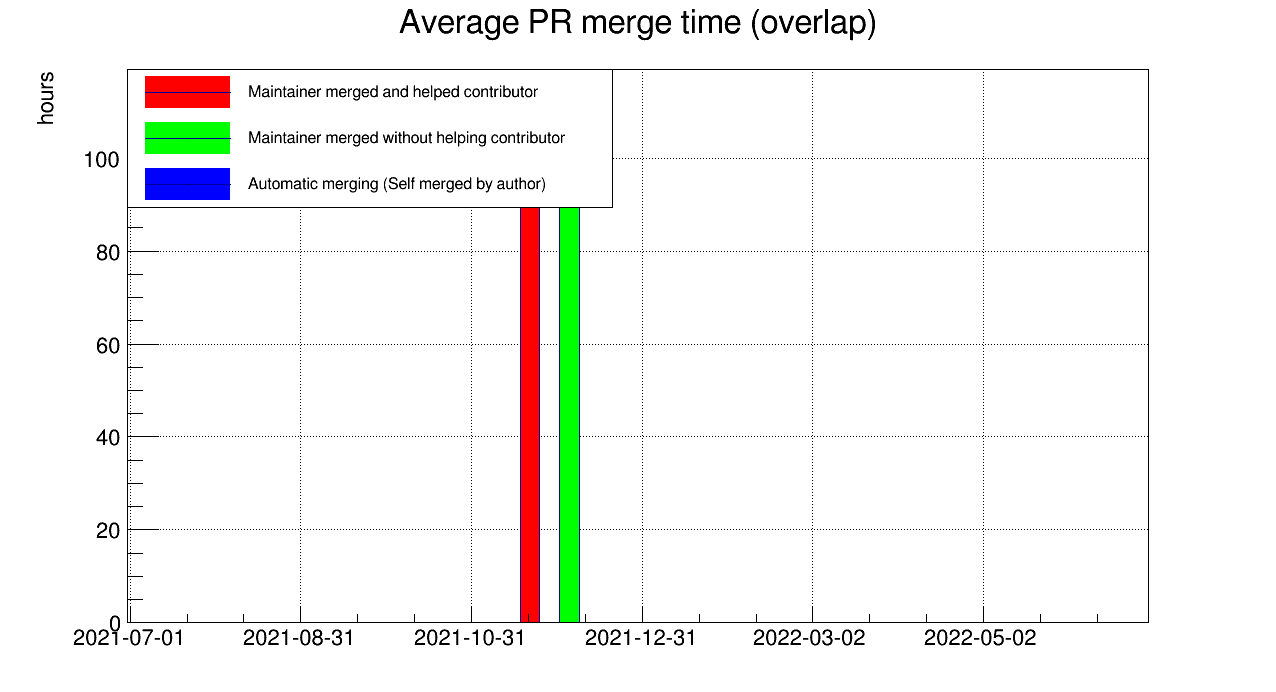 Average PR merge time (overlap)
hours
Maintainer merged and helped contributor
Maintainer merged without helping contributor
Automatic merging (Self merged by author)
100
80
60
40
20
0
2021-07-01
2021-08-31
2021-10-31
2021-12-31
2022-03-02
2022-05-02